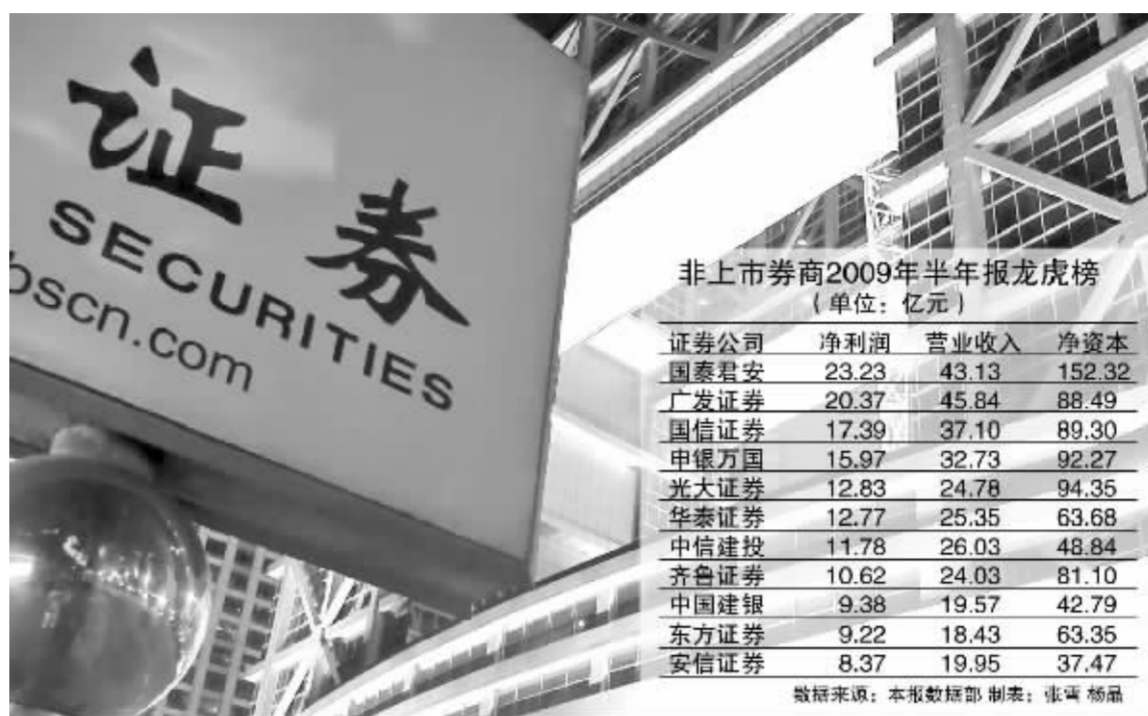 证券
SECURITIES
bscn.com
非上市券商2009年半年报龙虎榜
（单位：亿元）
证券公司 净利润 营业收入 净资本
国泰君安 23.23 43.13 152.32
广发证券 20.37 45.84 88.49
国信证券 17.39 37.10 89.30
申银万国 15.97 32.73 92.27
光大证券 12.83 24.78 94.35
华泰证券 12.77 25.35 63.68
中信建投 11.78 26.03 48.84
齐鲁证券 10.62 24.03 81.10
中国建银 9.38 19.57 42.79
东方证券 9.22 18.43 63.35
安信证券 8.37 19.95 37.47
数据来源：本报数据部 制表：张雪 杨晶